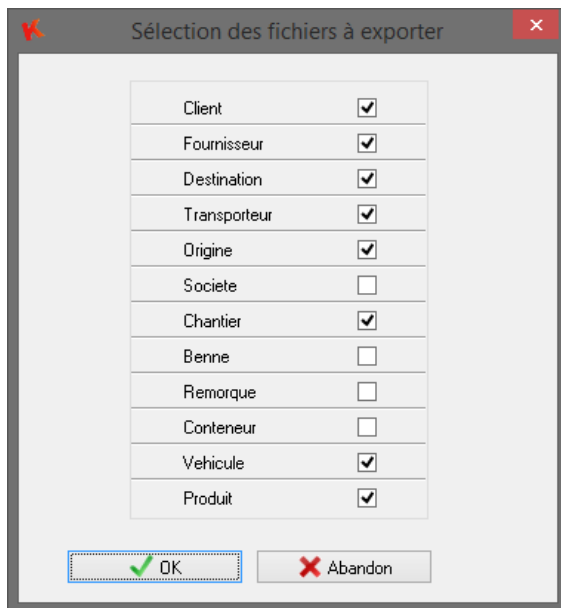 Sélection des fichiers à exporter
Client
Fournisseur
Destination
Transporteur
Origine
Societe
Chantier
Benne
Remorque
Conteneur
Vehicule
Produit
OK
Abandon